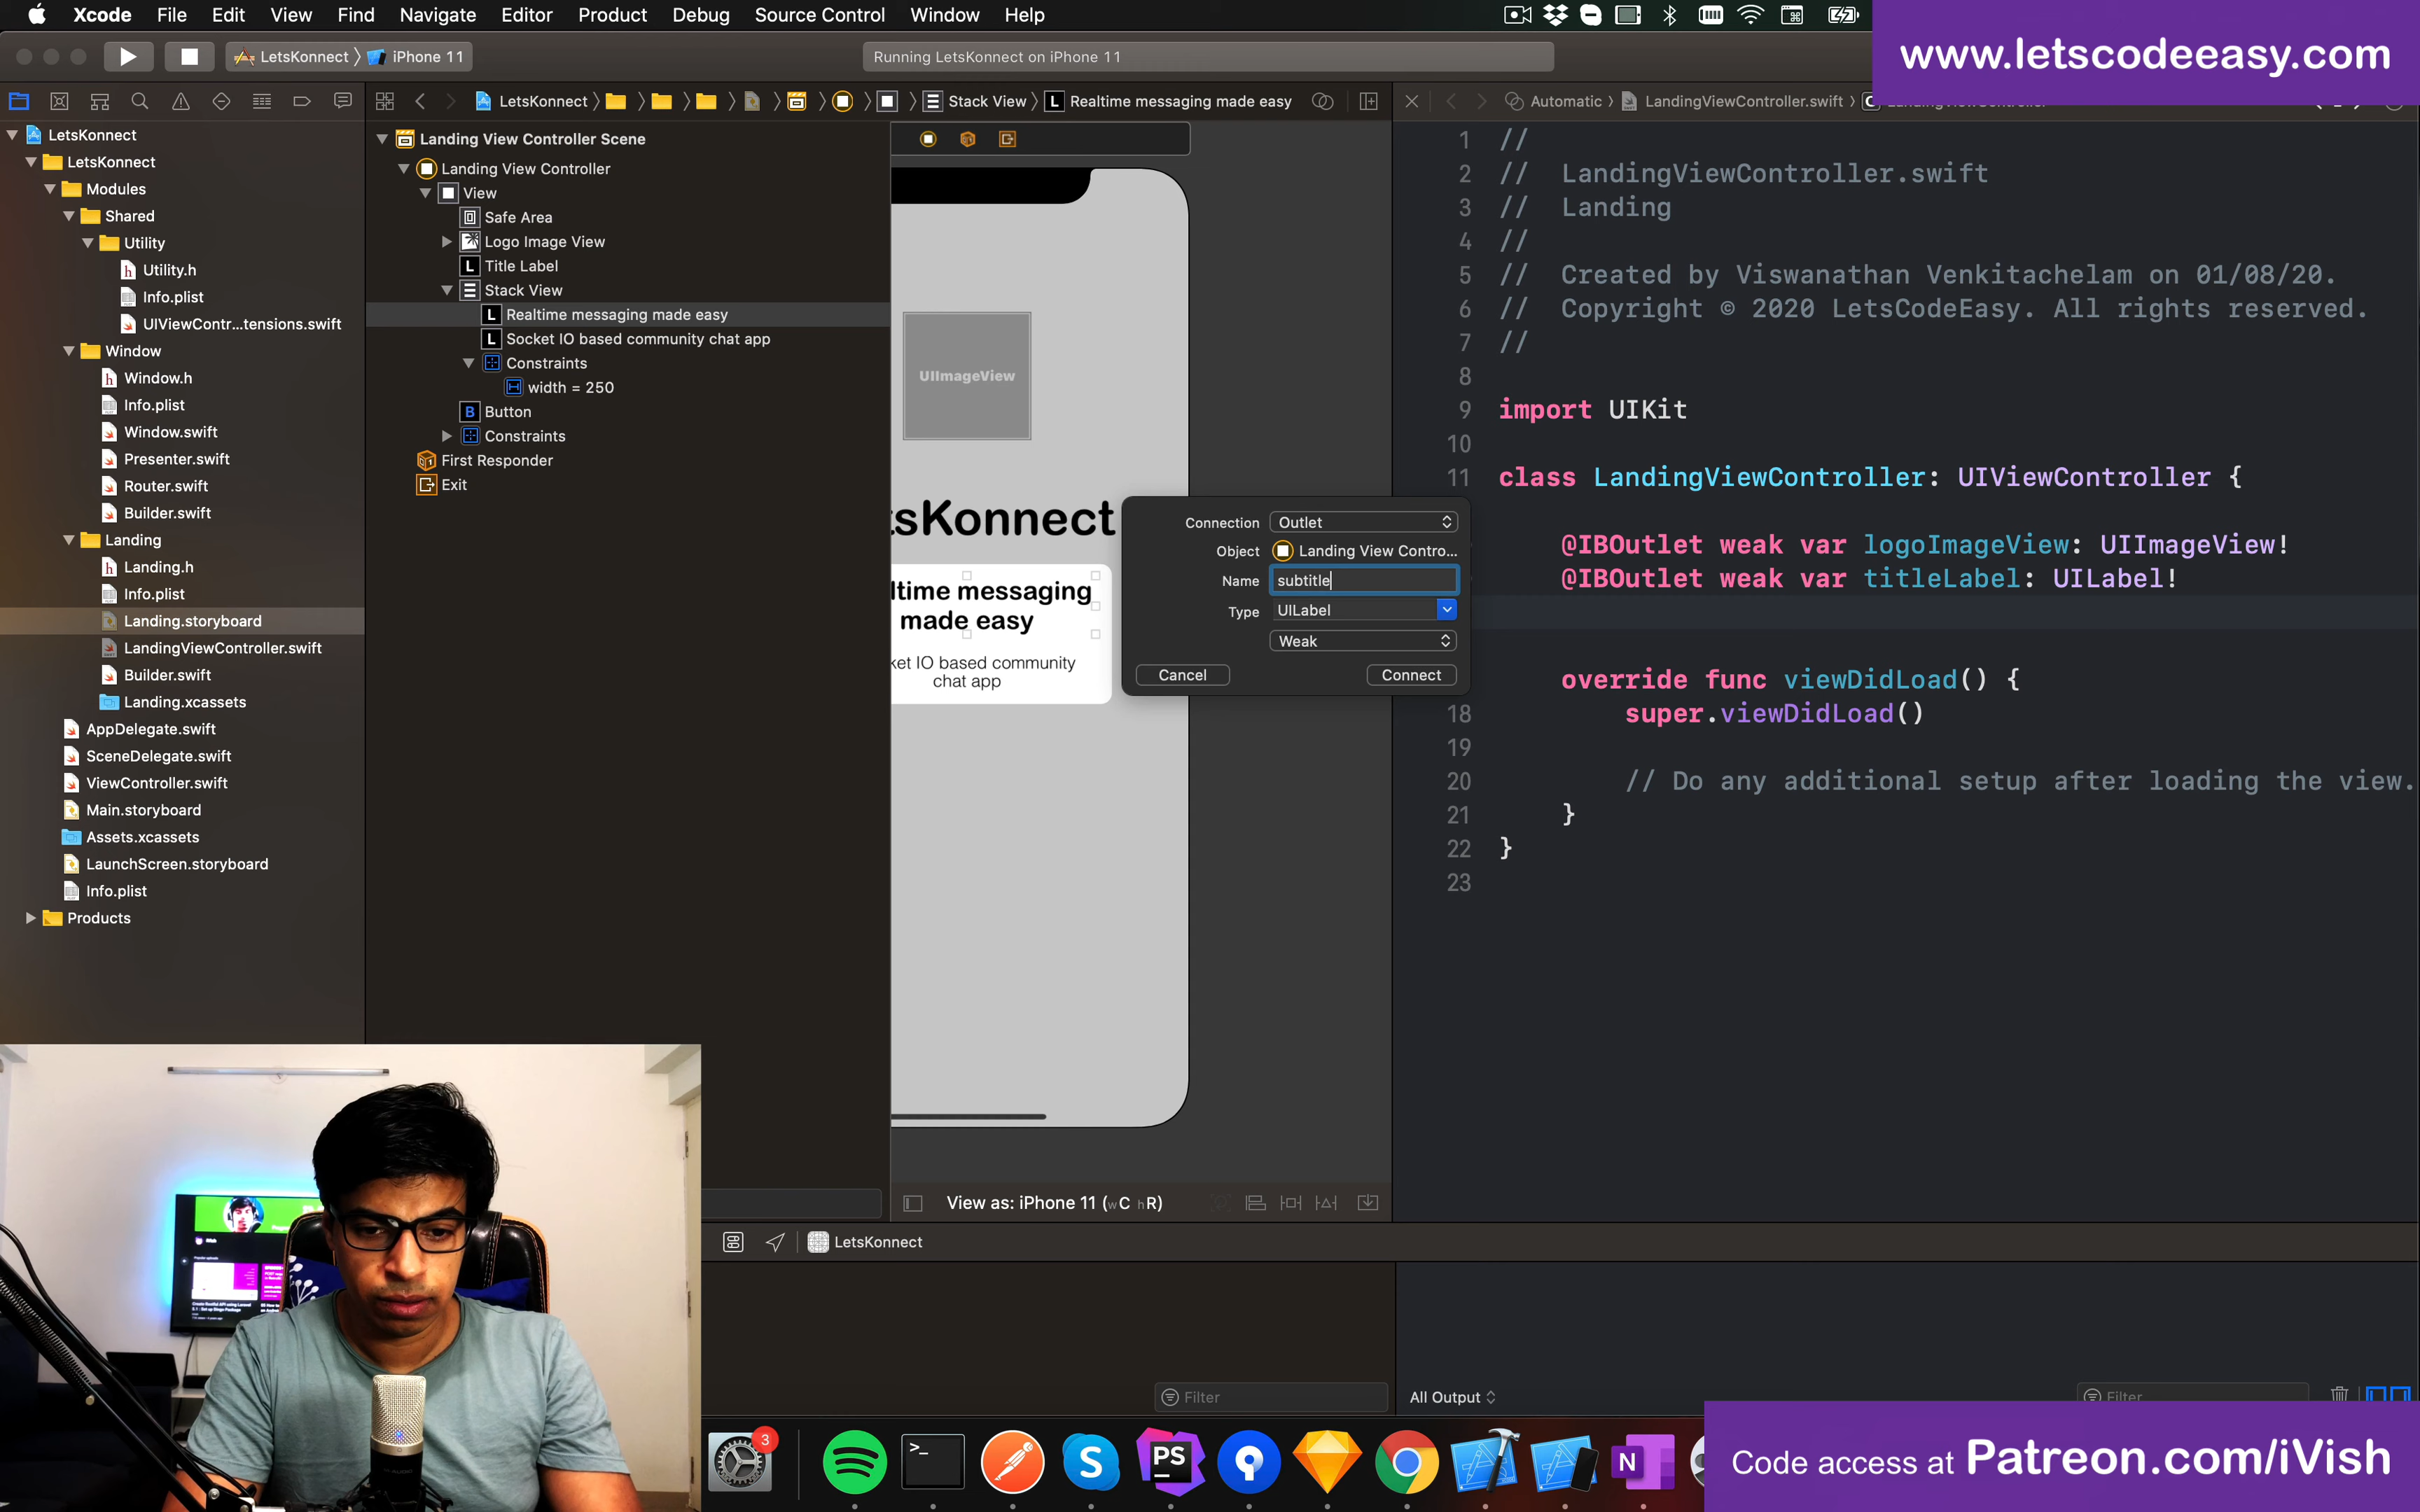 Xcode File Edit View Find Navigate Editor Product Debug Source Control Window Help
www.letscodeeasy.com
LetsKonnect iPhone 11
Running LetsKonnect on iPhone 11
LetsKonnect Stack View L Realtime messaging made easy
Automatic LandingViewController.swift
LetsKonnect
LetsKonnect
Modules
Shared
Utility
Utility.h
Info.plist
UIViewContr...tensions.swift
Window
Window.h
Info.plist
Window.swift
Presenter.swift
Router.swift
Builder.swift
Landing
Landing.h
Info.plist
Landing.storyboard
LandingViewController.swift
Builder.swift
Landing.xcassets
AppDelegate.swift
SceneDelegate.swift
ViewController.swift
Main.storyboard
Assets.xcassets
LaunchScreen.storyboard
Info.plist
Products
Landing View Controller Scene
Landing View Controller
View
Safe Area
Logo Image View
L Title Label
Stack View
L Realtime messaging made easy
L Socket IO based community chat app
Constraints
width = 250
B Button
Constraints
First Responder
Exit
UIImageView
tsKonnect
ltime messaging
made easy
ket IO based community
chat app
Connection Outlet
Object Landing View Contro...
Name subtitle
Type UILabel
Weak
Cancel Connect
1 //
2 // LandingViewController.swift
3 // Landing
4 //
5 // Created by Viswanathan Venkitachelam on 01/08/20.
6 // Copyright © 2020 LetsCodeEasy. All rights reserved.
7 //
8
9 import UIKit
10
11 class LandingViewController: UIViewController {
@IBOutlet weak var logoImageView: UIImageView!
@IBOutlet weak var titleLabel: UILabel!
override func viewDidLoad() {
18 super.viewDidLoad()
19
20 // Do any additional setup after loading the view.
21 }
22 }
23
View as: iPhone 11 (wC hR)
LetsKonnect
Filter
All Output
Filter
3
PS
S
N
Code access at Patreon.com/iVish